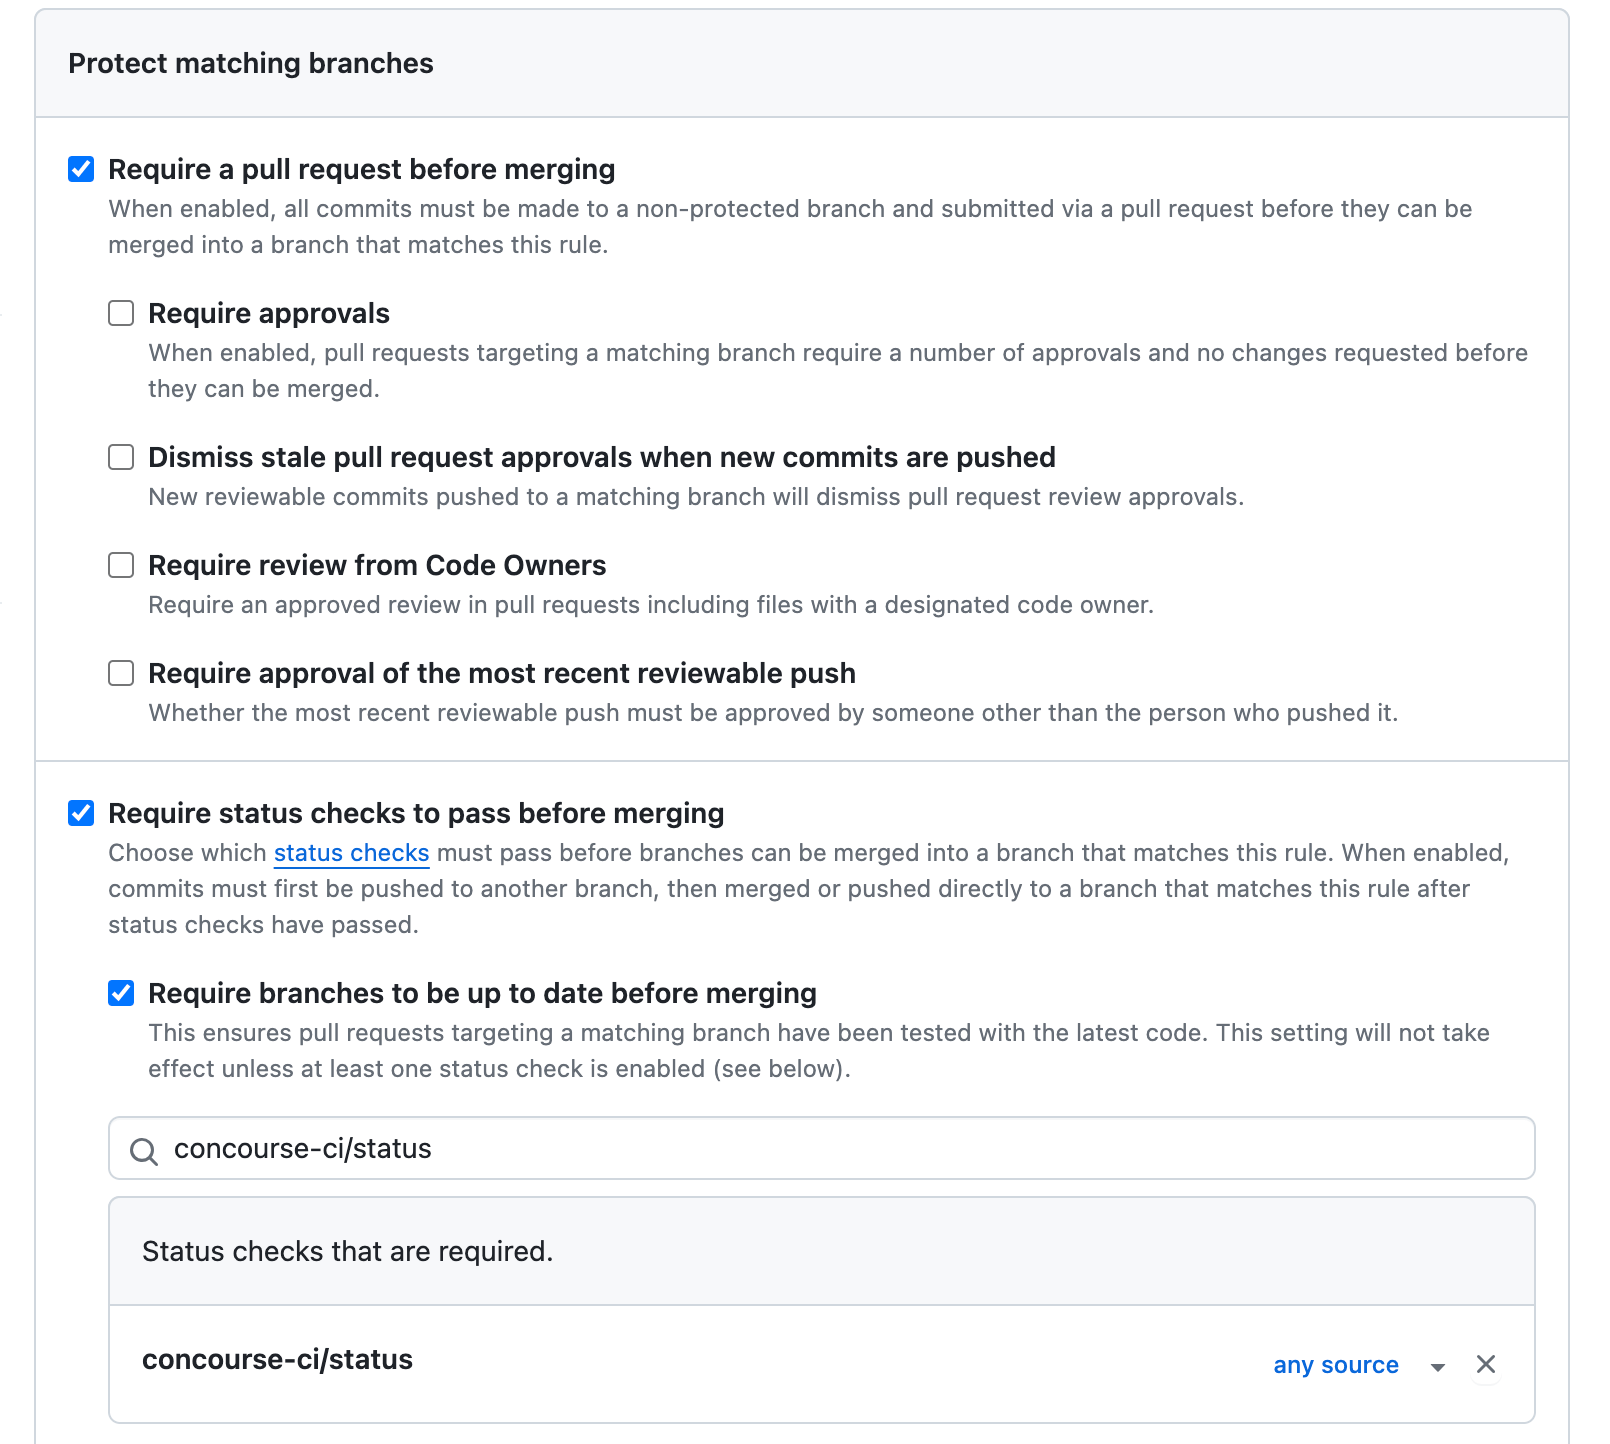 Protect matching branches
Require a pull request before merging
When enabled, all commits must be made to a non-protected branch and submitted via a pull request before they can be
merged into a branch that matches this rule.
Require approvals
When enabled, pull requests targeting a matching branch require a number of approvals and no changes requested before
they can be merged.
Dismiss stale pull request approvals when new commits are pushed
New reviewable commits pushed to a matching branch will dismiss pull request review approvals.
Require review from Code Owners
Require an approved review in pull requests including files with a designated code owner.
Require approval of the most recent reviewable push
Whether the most recent reviewable push must be approved by someone other than the person who pushed it.
Require status checks to pass before merging
Choose which status checks must pass before branches can be merged into a branch that matches this rule. When enabled,
commits must first be pushed to another branch, then merged or pushed directly to a branch that matches this rule after
status checks have passed.
Require branches to be up to date before merging
This ensures pull requests targeting a matching branch have been tested with the latest code. This setting will not take
effect unless at least one status check is enabled (see below).
concourse-ci/status
Status checks that are required.
concourse-ci/status any source